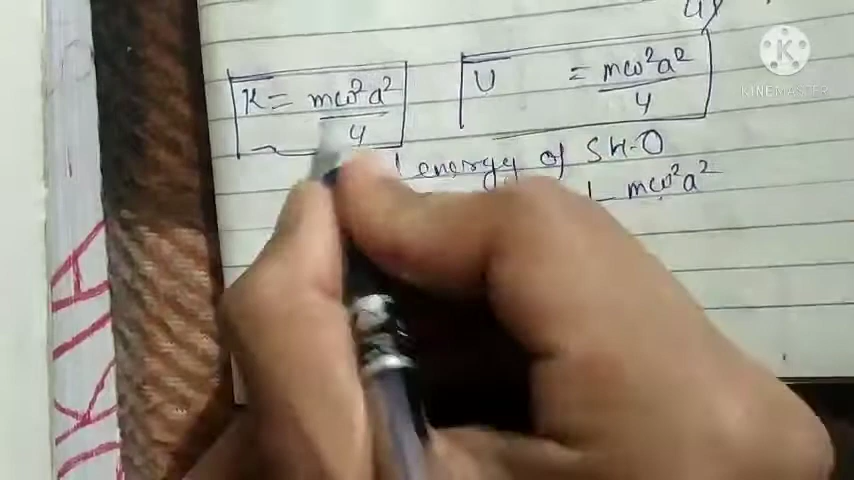 K = mω²a²/4
U = mω²a²/4
energy of S.H.O
mω²a²
KINEMASTER